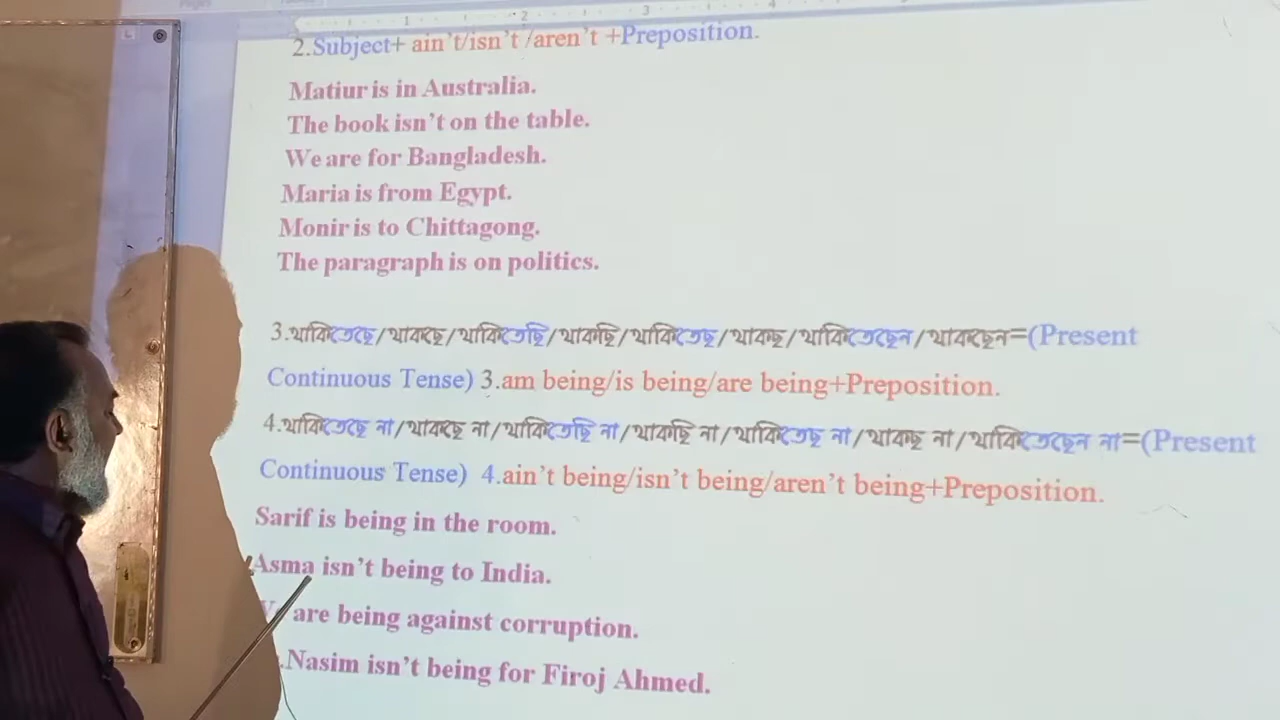 2.Subject+ ain't/isn't /aren't +Preposition.
Matiur is in Australia.
The book isn't on the table.
We are for Bangladesh.
Maria is from Egypt.
Monir is to Chittagong.
The paragraph is on politics.
3.থাকিতেছে/থাকছে/থাকিতেছি/থাকছি/থাকিতেছ/থাকছ/থাকিতেছেন/থাকছেন=(Present
Continuous Tense) 3.am being/is being/are being+Preposition.
4.থাকিতেছে না/থাকছে না/থাকিতেছি না/থাকছি না/থাকিতেছ না/থাকছ না/থাকিতেছেন না=(Present
Continuous Tense) 4.ain't being/isn't being/aren't being+Preposition.
Sarif is being in the room.
Asma isn't being to India.
are being against corruption.
.Nasim isn't being for Firoj Ahmed.